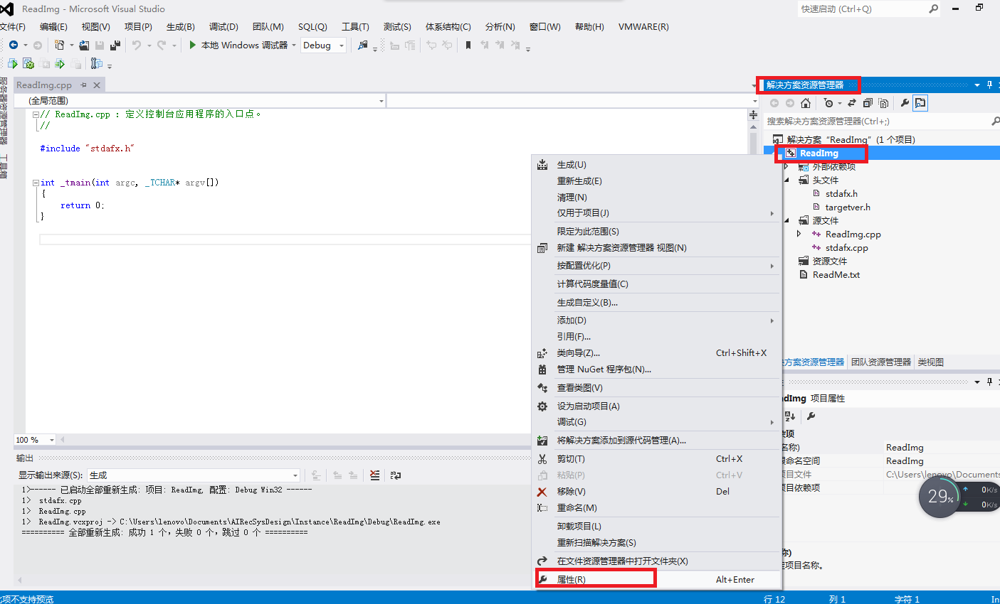 ReadImg - Microsoft Visual Studio
快速启动 (Ctrl+Q)
文件(F) 编辑(E) 视图(V) 项目(P) 生成(B) 调试(D) 团队(M) SQL(Q) 工具(T) 测试(S) 体系结构(C) 分析(N) 窗口(W) 帮助(H) VMWARE(R)
本地 Windows 调试器 Debug
服务器资源管理器
工具箱
ReadImg.cpp
(全局范围)
// ReadImg.cpp : 定义控制台应用程序的入口点。
//
#include "stdafx.h"
int _tmain(int argc, _TCHAR* argv[])
{
return 0;
}
100 %
输出
显示输出来源(S): 生成
1>------ 已启动全部重新生成: 项目: ReadImg, 配置: Debug Win32 ------
1> stdafx.cpp
1> ReadImg.cpp
1> ReadImg.vcxproj -> C:\Users\lenovo\Documents\AIRecSysDesign\Instance\ReadImg\Debug\ReadImg.exe
========== 全部重新生成: 成功 1 个，失败 0 个，跳过 0 个 ==========
生成(U)
重新生成(E)
清理(N)
仅用于项目(J)
限定为此范围(S)
新建 解决方案资源管理器 视图(N)
按配置优化(P)
计算代码度量值(C)
生成自定义(B)...
添加(D)
引用(F)...
类向导(Z)... Ctrl+Shift+X
管理 NuGet 程序包(N)...
查看类图(V)
设为启动项目(A)
调试(G)
将解决方案添加到源代码管理(A)...
剪切(T) Ctrl+X
粘贴(P) Ctrl+V
移除(V) Del
重命名(M)
卸载项目(L)
重新扫描解决方案(S)
在文件资源管理器中打开文件夹(X)
属性(R) Alt+Enter
解决方案资源管理器
搜索解决方案资源管理器(Ctrl+;)
解决方案 "ReadImg" (1 个项目)
ReadImg
外部依赖项
头文件
stdafx.h
targetver.h
源文件
ReadImg.cpp
stdafx.cpp
资源文件
ReadMe.txt
决方案资源管理器 团队资源管理器 类视图
adImg 项目属性
杂项
名称) ReadImg
命名空间 ReadImg
项目文件 C:\Users\lenovo\Documents
项目依赖项
29% 0K/s
0K/s
称)
项目名称。
此项不支持预览 行 12 列 1 字符 1 In